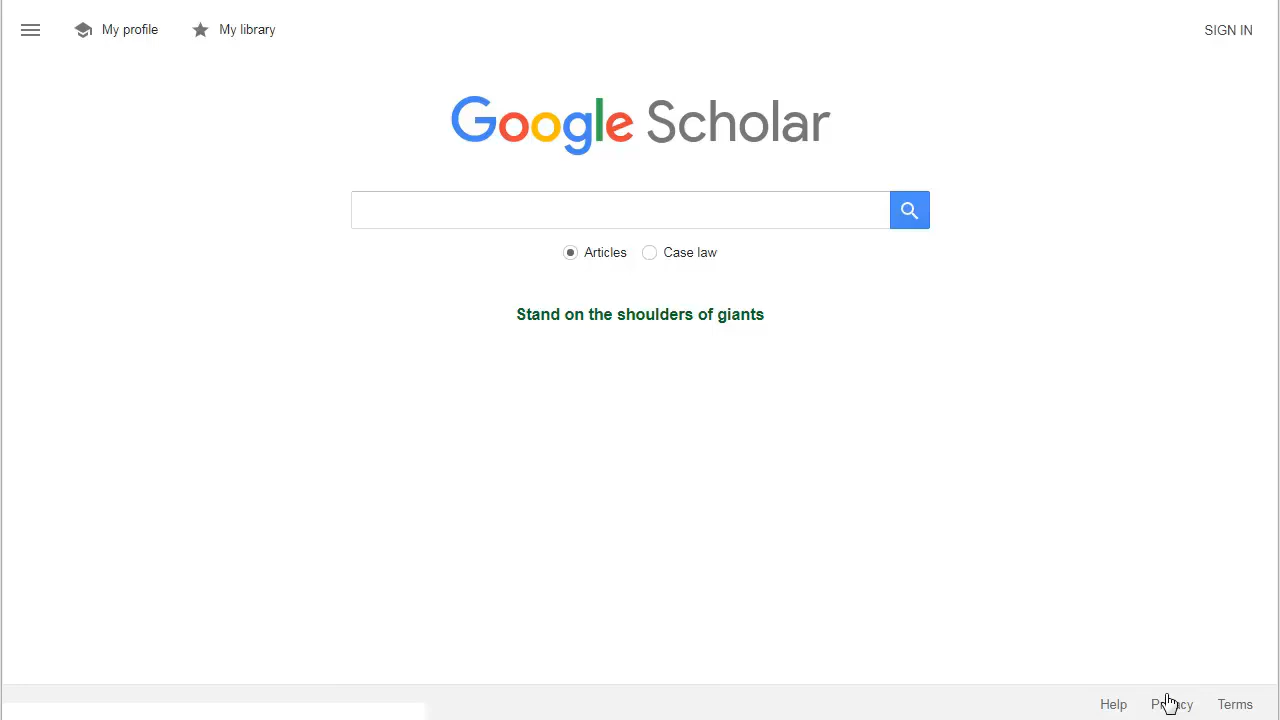 My profile
My library
SIGN IN
Google Scholar
Articles
Case law
Stand on the shoulders of giants
Help
Privacy
Terms